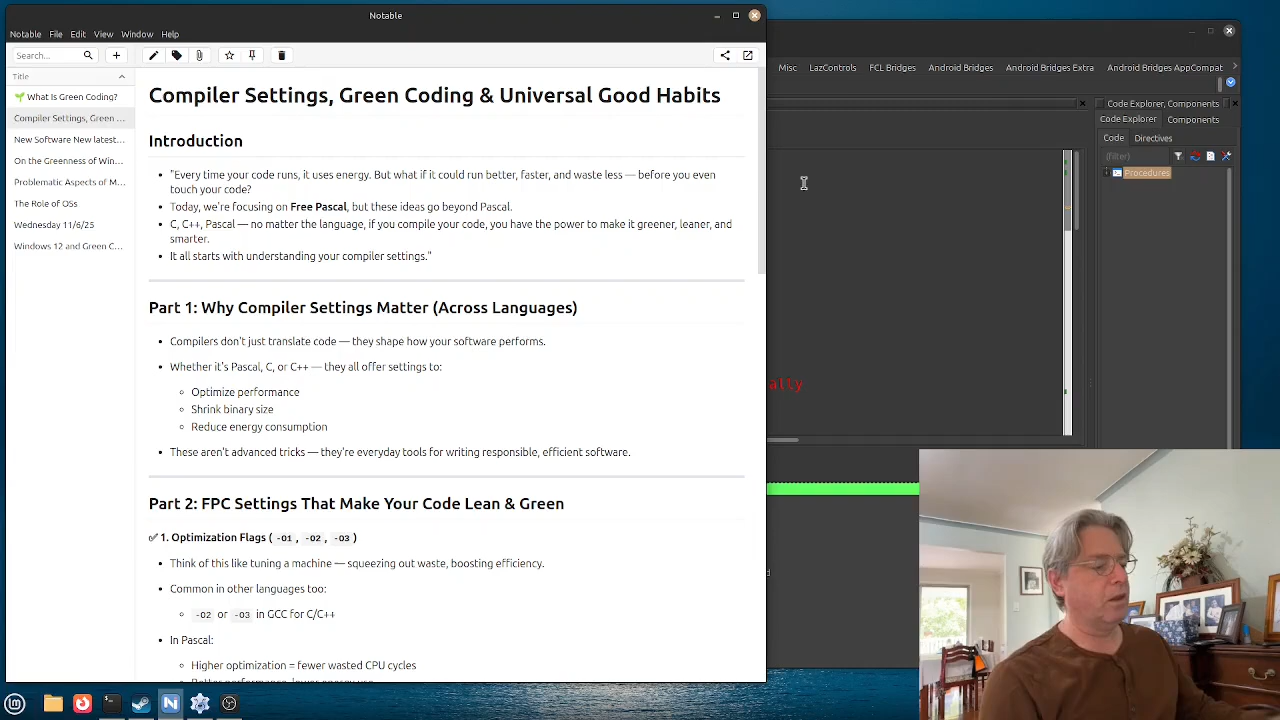 Notable
Notable File Edit View Window Help
Search...
Title
🌱 What Is Green Coding?
Compiler Settings, Green ...
New Software New latest...
On the Greenness of Win...
Problematic Aspects of M...
The Role of OSs
Wednesday 11/6/25
Windows 12 and Green C...
Compiler Settings, Green Coding & Universal Good Habits
Introduction
• "Every time your code runs, it uses energy. But what if it could run better, faster, and waste less — before you even
touch your code?
• Today, we're focusing on Free Pascal, but these ideas go beyond Pascal.
• C, C++, Pascal — no matter the language, if you compile your code, you have the power to make it greener, leaner, and
smarter.
• It all starts with understanding your compiler settings."
Part 1: Why Compiler Settings Matter (Across Languages)
• Compilers don't just translate code — they shape how your software performs.
• Whether it's Pascal, C, or C++ — they all offer settings to:
◦ Optimize performance
◦ Shrink binary size
◦ Reduce energy consumption
• These aren't advanced tricks — they're everyday tools for writing responsible, efficient software.
Part 2: FPC Settings That Make Your Code Lean & Green
✅ 1. Optimization Flags ( -O1 , -O2 , -O3 )
• Think of this like tuning a machine — squeezing out waste, boosting efficiency.
• Common in other languages too:
◦ -O2 or -O3 in GCC for C/C++
• In Pascal:
◦ Higher optimization = fewer wasted CPU cycles
Misc LazControls FCL Bridges Android Bridges Android Bridges Extra Android Bridges AppCompat
Code Explorer, Components
Code Explorer Components
Code Directives
(filter)
Procedures
alty